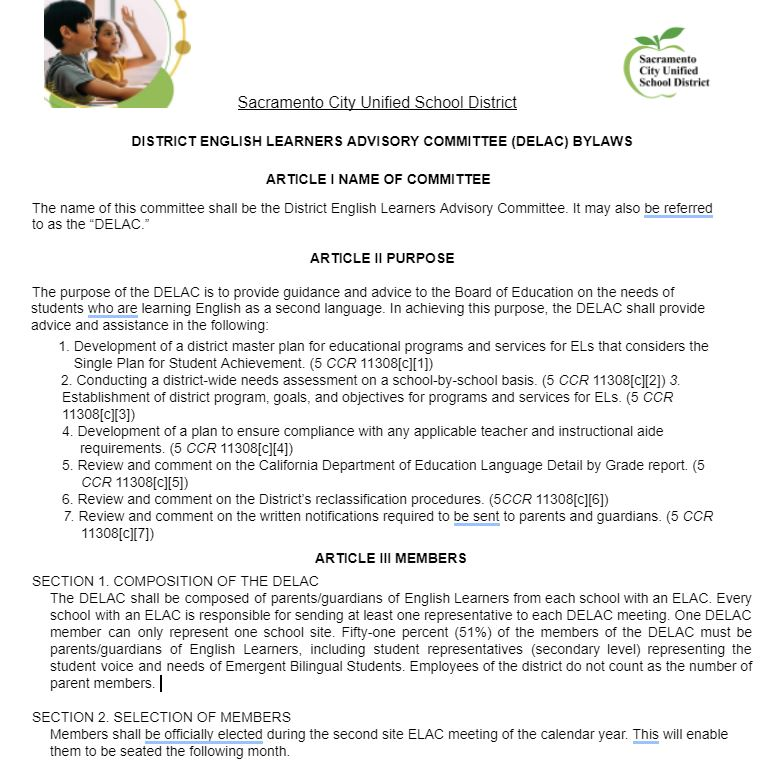 Sacramento
City Unified
School District
Sacramento City Unified School District
DISTRICT ENGLISH LEARNERS ADVISORY COMMITTEE (DELAC) BYLAWS
ARTICLE I NAME OF COMMITTEE
The name of this committee shall be the District English Learners Advisory Committee. It may also be referred
to as the “DELAC.”
ARTICLE II PURPOSE
The purpose of the DELAC is to provide guidance and advice to the Board of Education on the needs of
students who are learning English as a second language. In achieving this purpose, the DELAC shall provide
advice and assistance in the following:
1. Development of a district master plan for educational programs and services for ELs that considers the
Single Plan for Student Achievement. (5 CCR 11308[c][1])
2. Conducting a district-wide needs assessment on a school-by-school basis. (5 CCR 11308[c][2]) 3.
Establishment of district program, goals, and objectives for programs and services for ELs. (5 CCR
11308[c][3])
4. Development of a plan to ensure compliance with any applicable teacher and instructional aide
requirements. (5 CCR 11308[c][4])
5. Review and comment on the California Department of Education Language Detail by Grade report. (5
CCR 11308[c][5])
6. Review and comment on the District’s reclassification procedures. (5CCR 11308[c][6])
7. Review and comment on the written notifications required to be sent to parents and guardians. (5 CCR
11308[c][7])
ARTICLE III MEMBERS
SECTION 1. COMPOSITION OF THE DELAC
The DELAC shall be composed of parents/guardians of English Learners from each school with an ELAC. Every
school with an ELAC is responsible for sending at least one representative to each DELAC meeting. One DELAC
member can only represent one school site. Fifty-one percent (51%) of the members of the DELAC must be
parents/guardians of English Learners, including student representatives (secondary level) representing the
student voice and needs of Emergent Bilingual Students. Employees of the district do not count as the number of
parent members.
SECTION 2. SELECTION OF MEMBERS
Members shall be officially elected during the second site ELAC meeting of the calendar year. This will enable
them to be seated the following month.